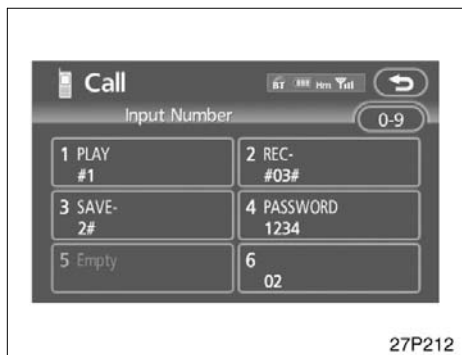 Call
BT Hm
Input Number
0-9
1 PLAY
#1
2 REC-
#03#
3 SAVE-
2#
4 PASSWORD
1234
5 Empty
6
02
27P212